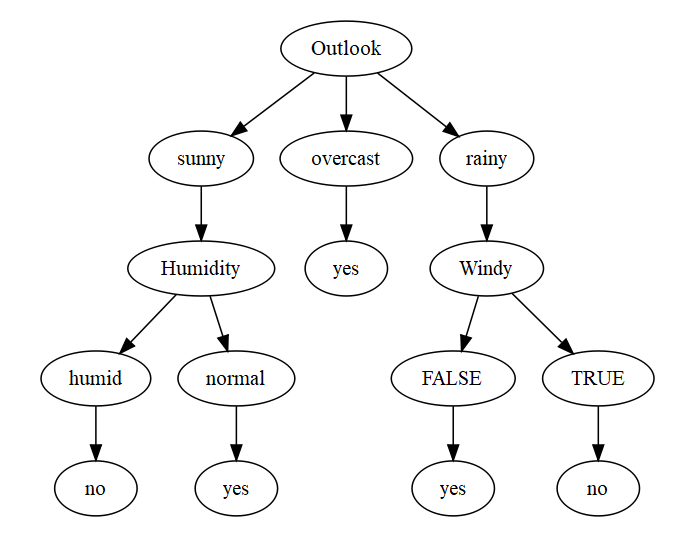 Outlook
sunny overcast rainy
Humidity yes Windy
humid normal FALSE TRUE
no yes yes no